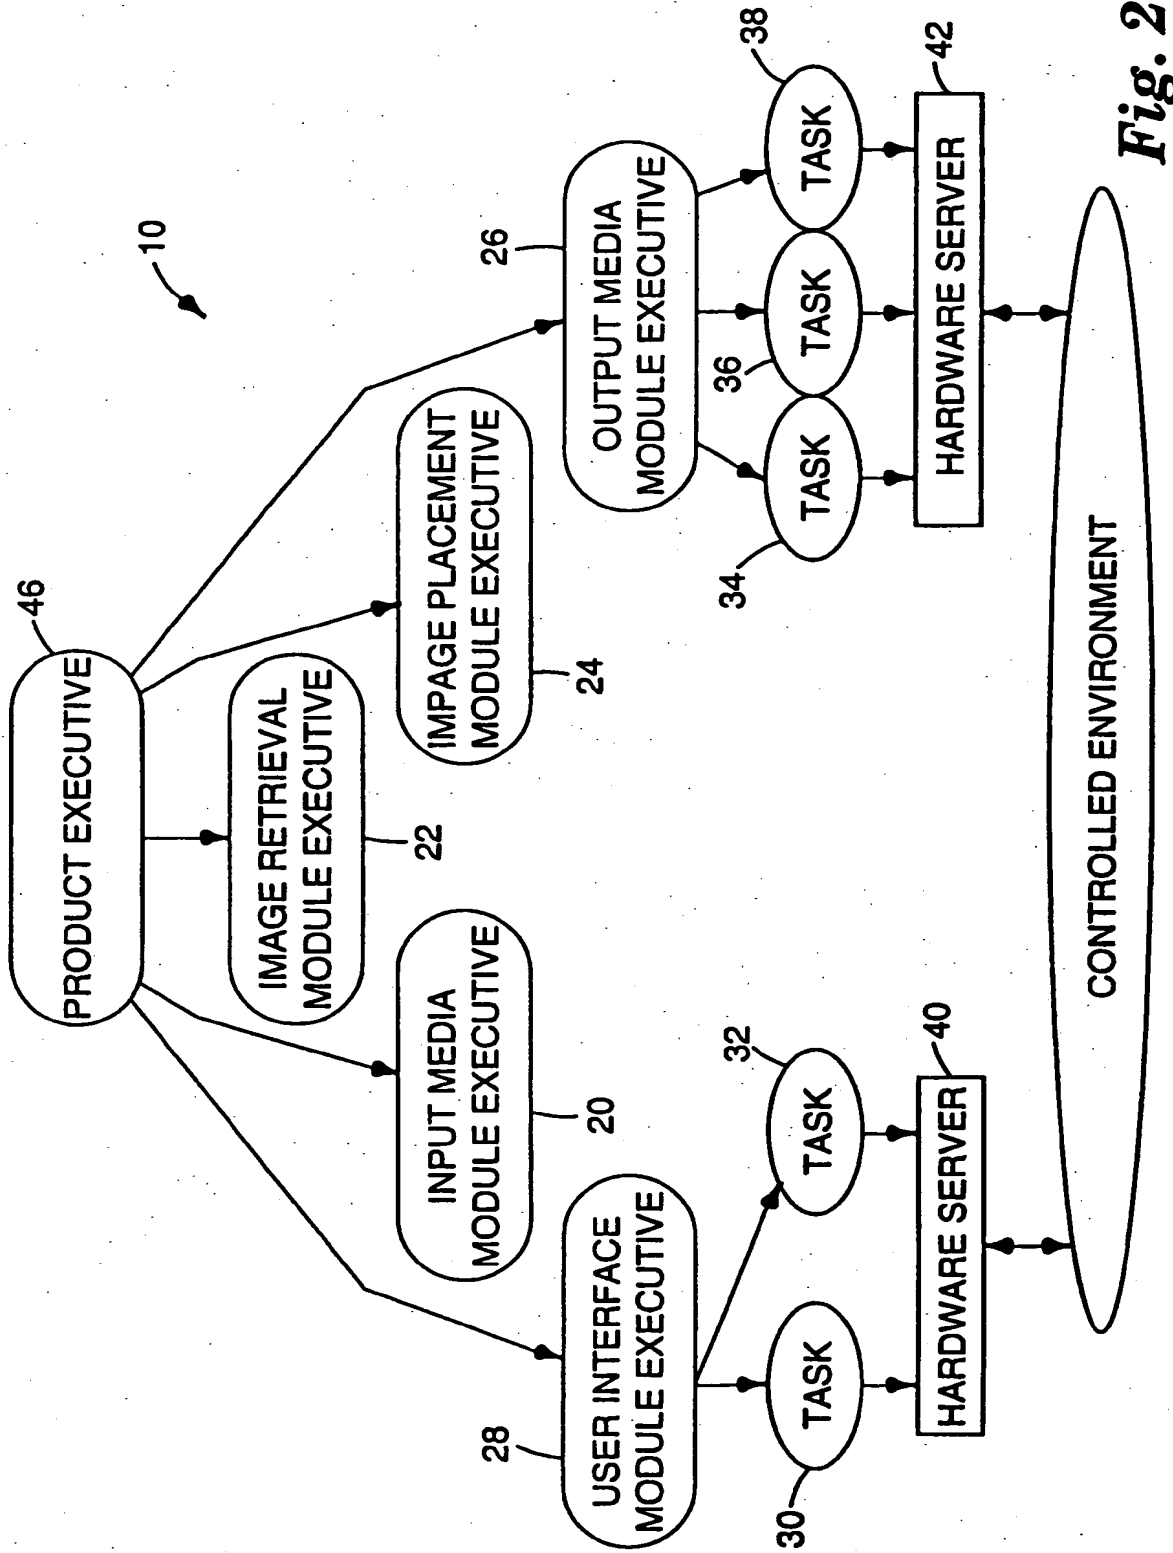 46
PRODUCT EXECUTIVE
10
IMAGE RETRIEVAL
MODULE EXECUTIVE
22
INPUT MEDIA
MODULE EXECUTIVE
20
IMPAGE PLACEMENT
MODULE EXECUTIVE
24
28
USER INTERFACE
MODULE EXECUTIVE
26
OUTPUT MEDIA
MODULE EXECUTIVE
30
TASK
32
TASK
34
TASK
36
TASK
38
TASK
40
HARDWARE SERVER
42
HARDWARE SERVER
CONTROLLED ENVIRONMENT
Fig. 2